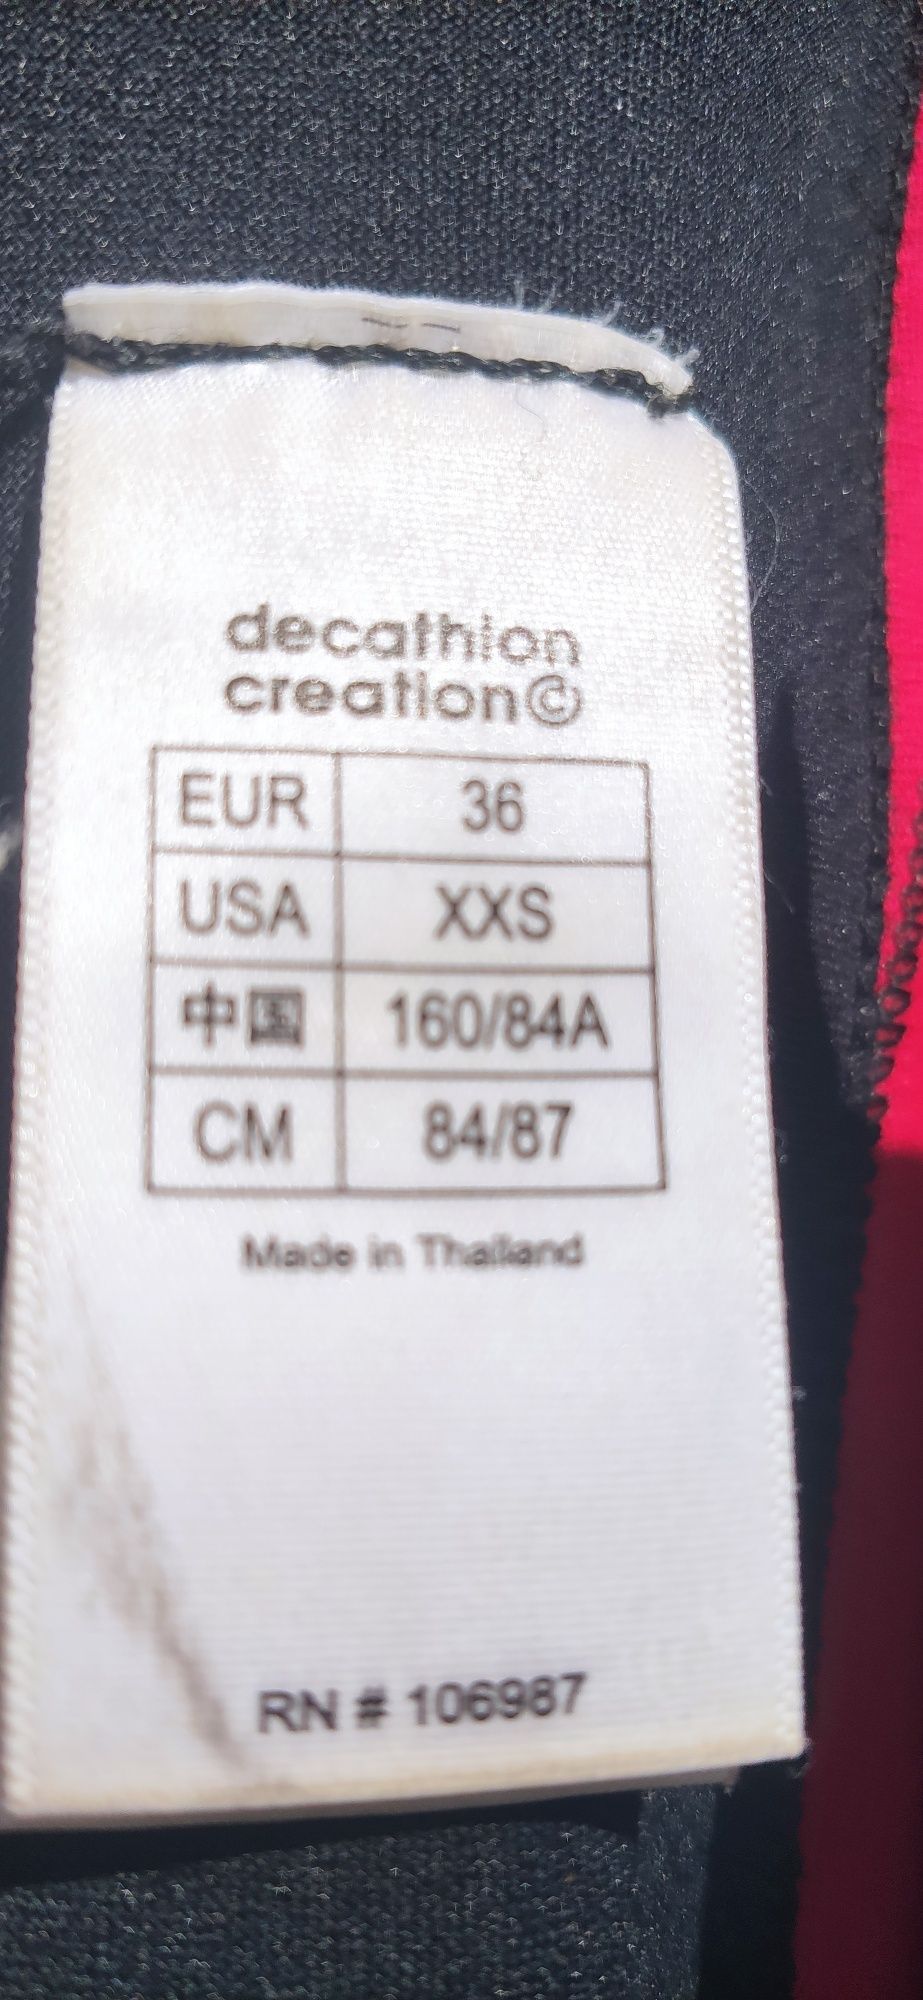 decathlon
creation©
EUR 36
USA XXS
中国 160/84A
CM 84/87
Made in Thailand
RN # 106987